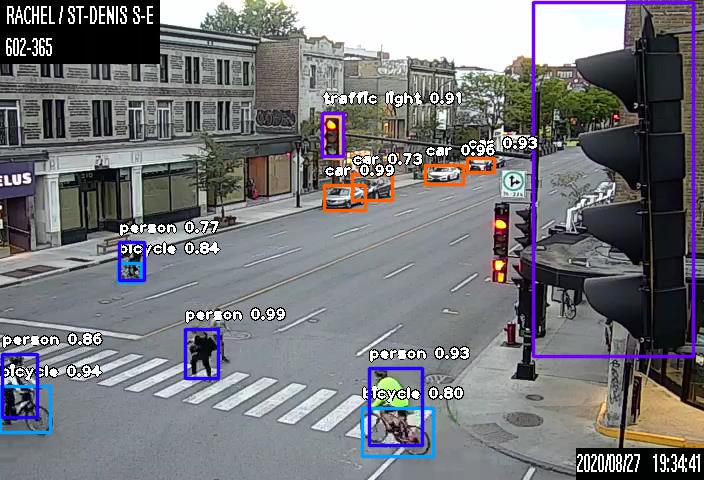 RACHEL / ST-DENIS S-E
602-365
traffic light 0.91
car 0.93
car 0.96
car 0.73
car 0.99
ELUS
person 0.77
bicycle 0.84
person 0.99
person 0.86
bicycle 0.94
person 0.93
bicycle 0.80
2020/08/27 19:34:41